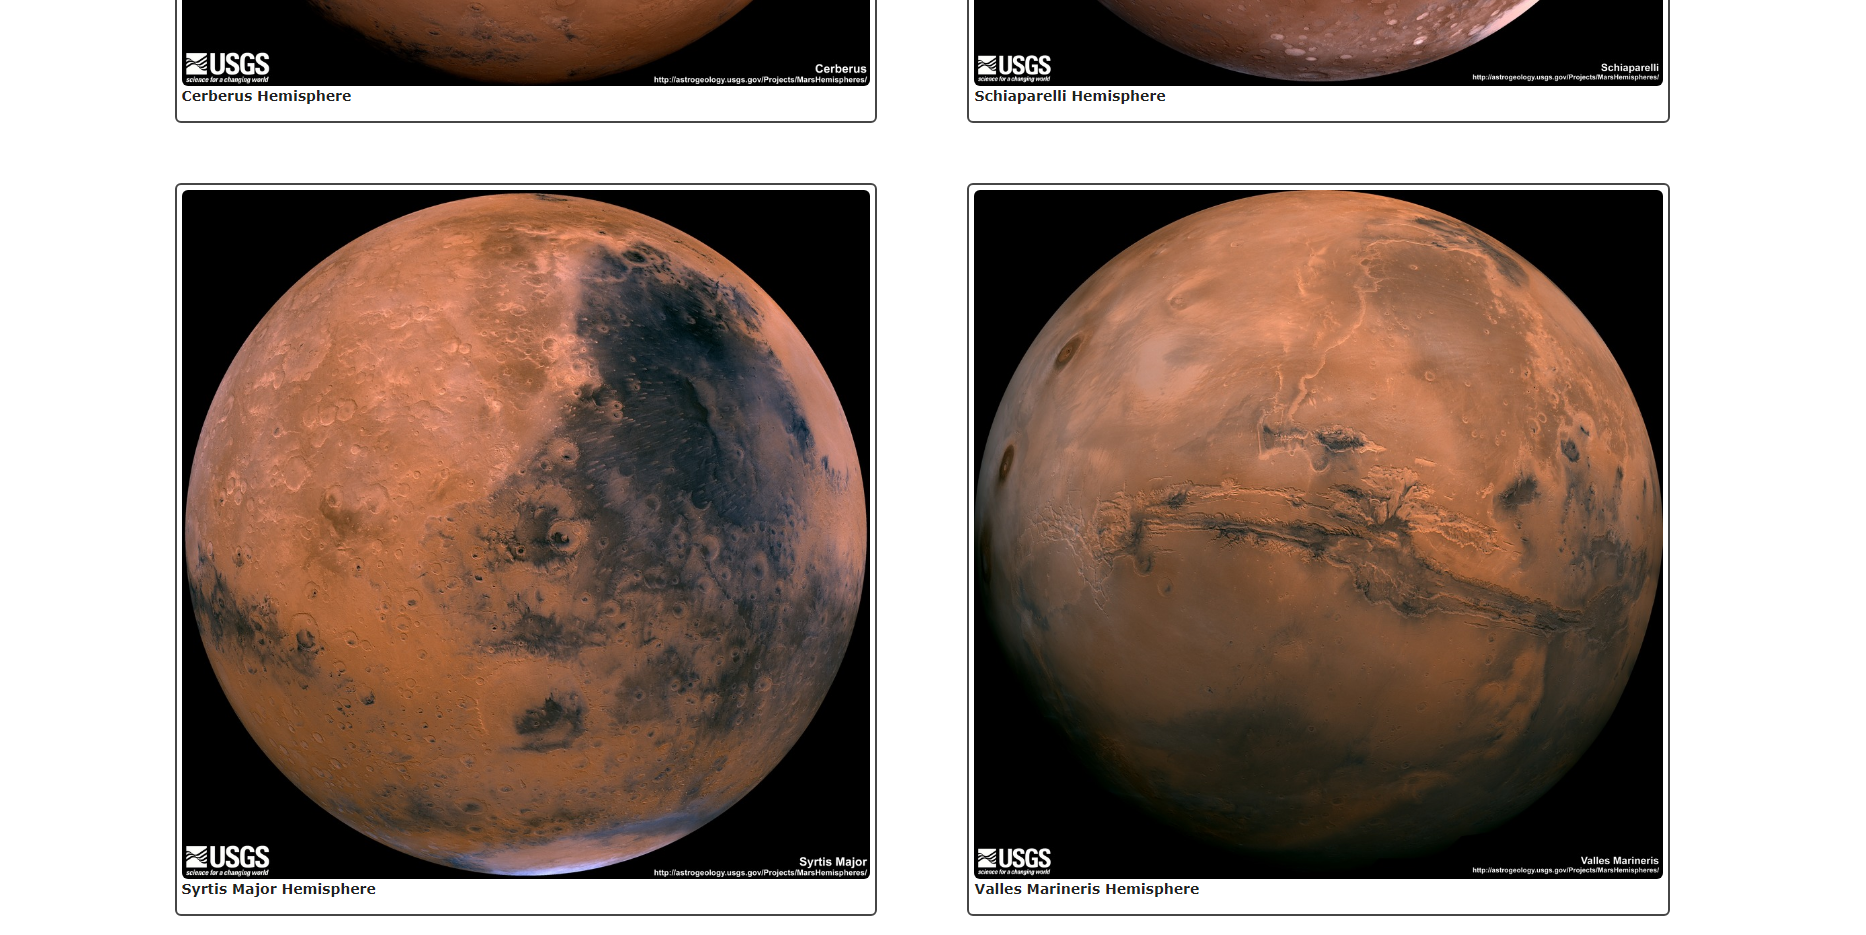 USGS
science for a changing world
Cerberus
http://astrogeology.usgs.gov/Projects/MarsHemispheres/
Cerberus Hemisphere
USGS
science for a changing world
Schiaparelli
http://astrogeology.usgs.gov/Projects/MarsHemispheres/
Schiaparelli Hemisphere
USGS
science for a changing world
Syrtis Major
http://astrogeology.usgs.gov/Projects/MarsHemispheres/
Syrtis Major Hemisphere
USGS
science for a changing world
Valles Marineris
http://astrogeology.usgs.gov/Projects/MarsHemispheres/
Valles Marineris Hemisphere